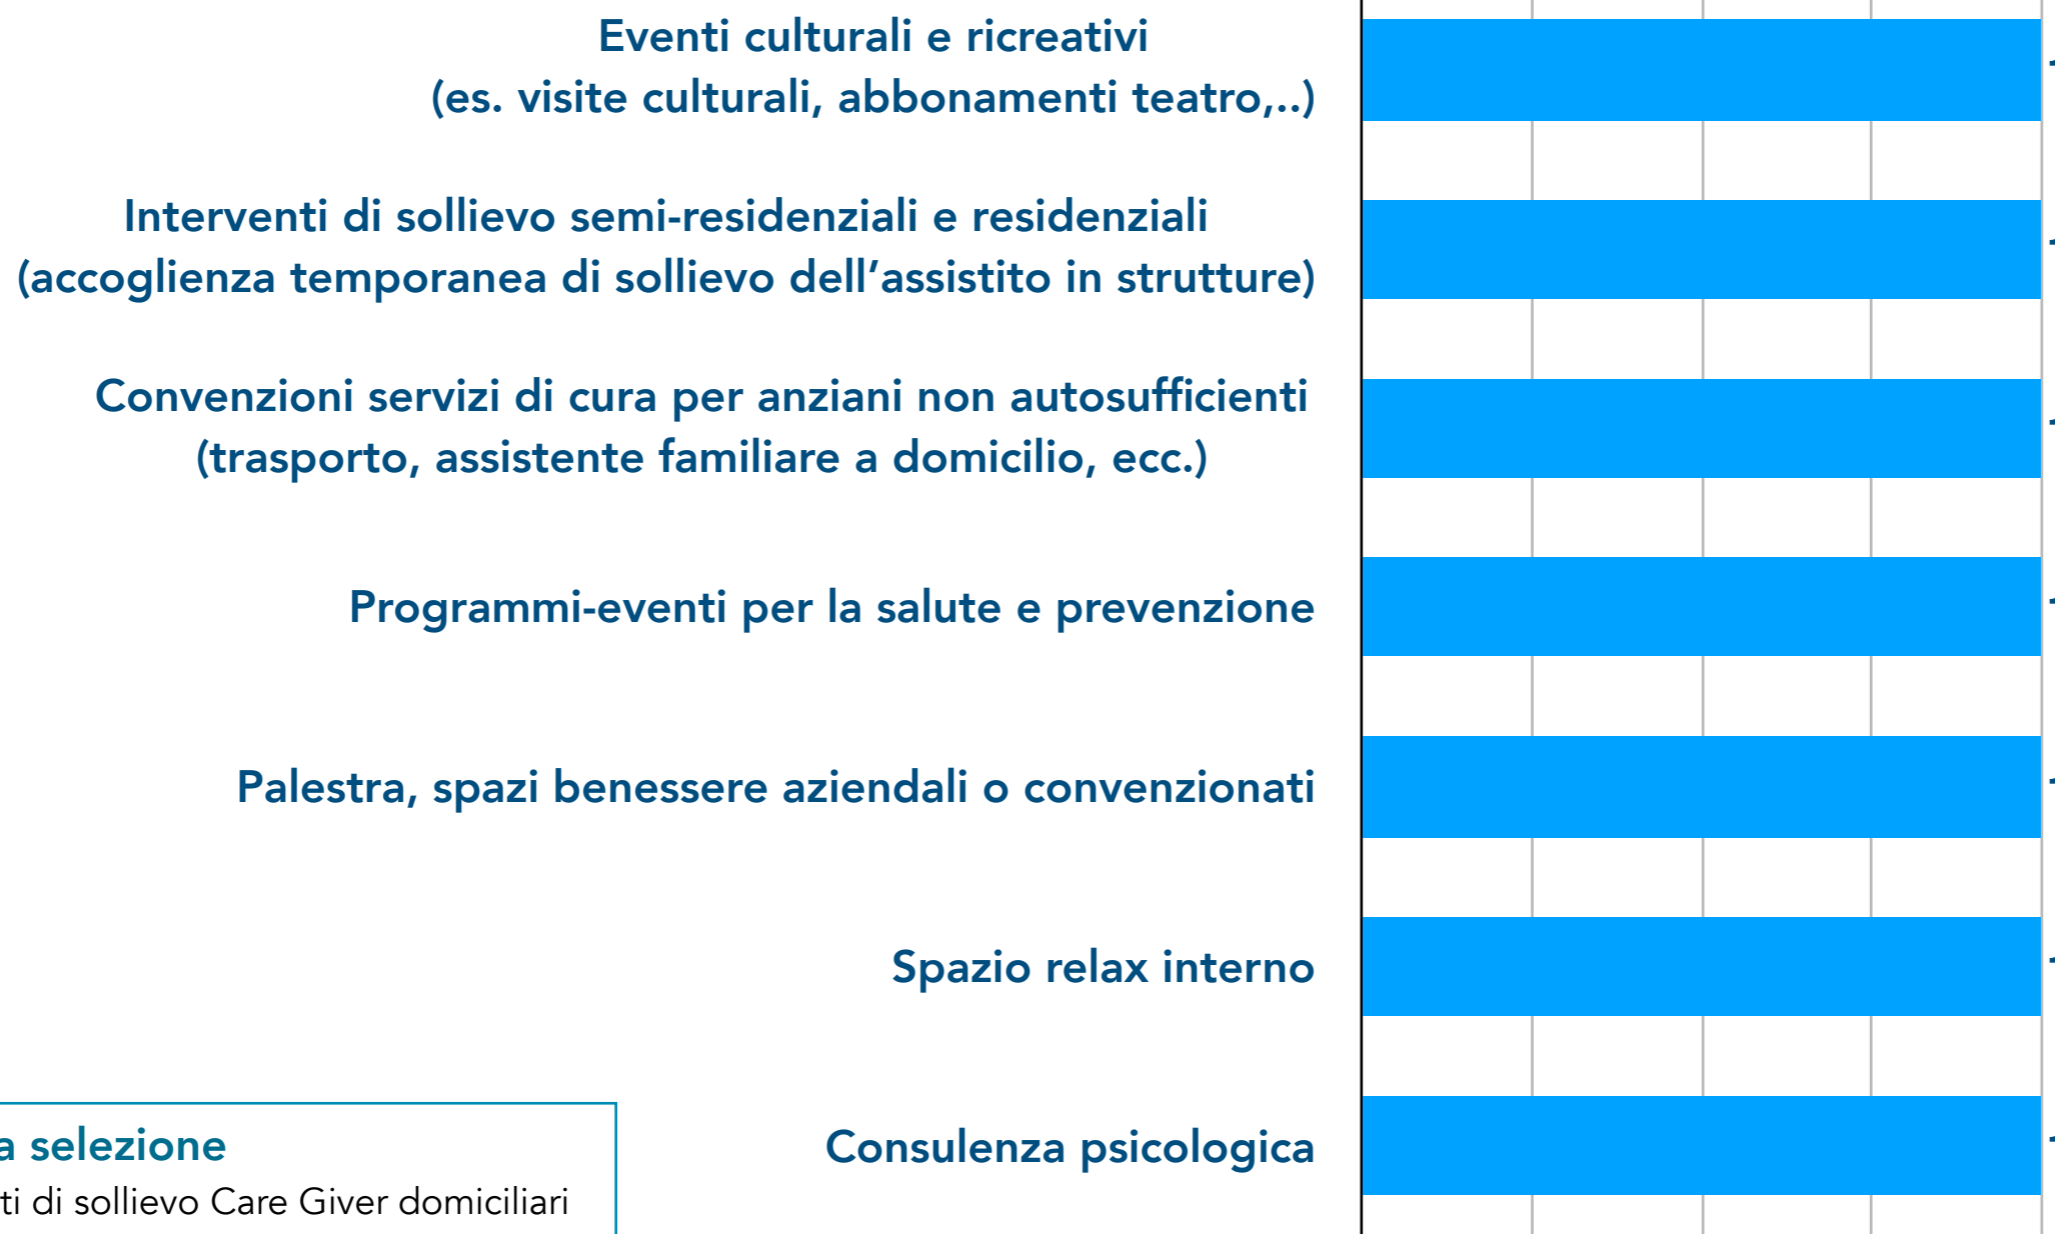 Eventi culturali e ricreativi
(es. visite culturali, abbonamenti teatro,..)
Interventi di sollievo semi-residenziali e residenziali
(accoglienza temporanea di sollievo dell’assistito in strutture)
Convenzioni servizi di cura per anziani non autosufficienti
(trasporto, assistente familiare a domicilio, ecc.)
Programmi-eventi per la salute e prevenzione
Palestra, spazi benessere aziendali o convenzionati
Spazio relax interno
Consulenza psicologica
a selezione
ti di sollievo Care Giver domiciliari